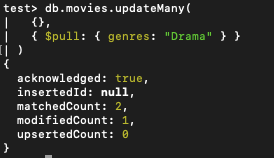 test> db.movies.updateMany(
|   {},
|   { $pull: { genres: "Drama" } }
| )
{
  acknowledged: true,
  insertedId: null,
  matchedCount: 2,
  modifiedCount: 1,
  upsertedCount: 0
}